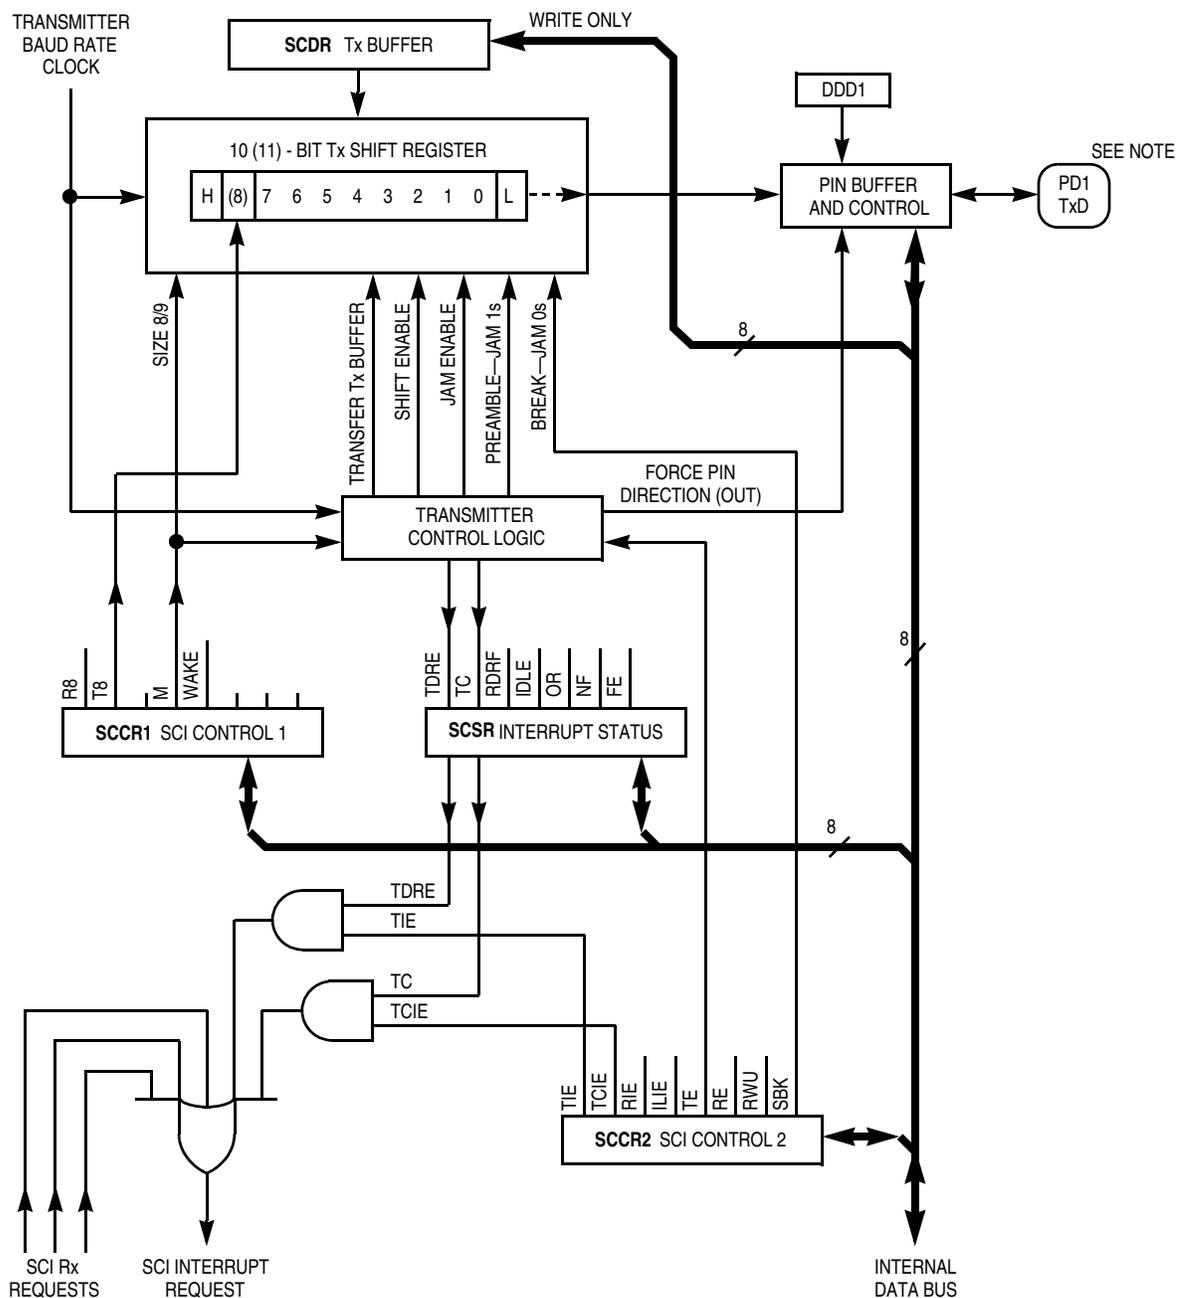 TRANSMITTER
BAUD RATE
CLOCK
SCDR Tx BUFFER
WRITE ONLY
DDD1
10 (11) - BIT Tx SHIFT REGISTER
H (8) 7 6 5 4 3 2 1 0 L
PIN BUFFER
AND CONTROL
SEE NOTE
PD1
TxD
SIZE 8/9
TRANSFER Tx BUFFER
SHIFT ENABLE
JAM ENABLE
PREAMBLE—JAM 1s
BREAK—JAM 0s
8
FORCE PIN
DIRECTION (OUT)
TRANSMITTER
CONTROL LOGIC
8
R8
T8
M
WAKE
TDRE
TC
RDRF
IDLE
OR
NF
FE
SCCR1 SCI CONTROL 1
SCSR INTERRUPT STATUS
8
TDRE
TIE
TC
TCIE
TIE
TCIE
RIE
ILIE
TE
RE
RWU
SBK
SCCR2 SCI CONTROL 2
SCI Rx
REQUESTS
SCI INTERRUPT
REQUEST
INTERNAL
DATA BUS